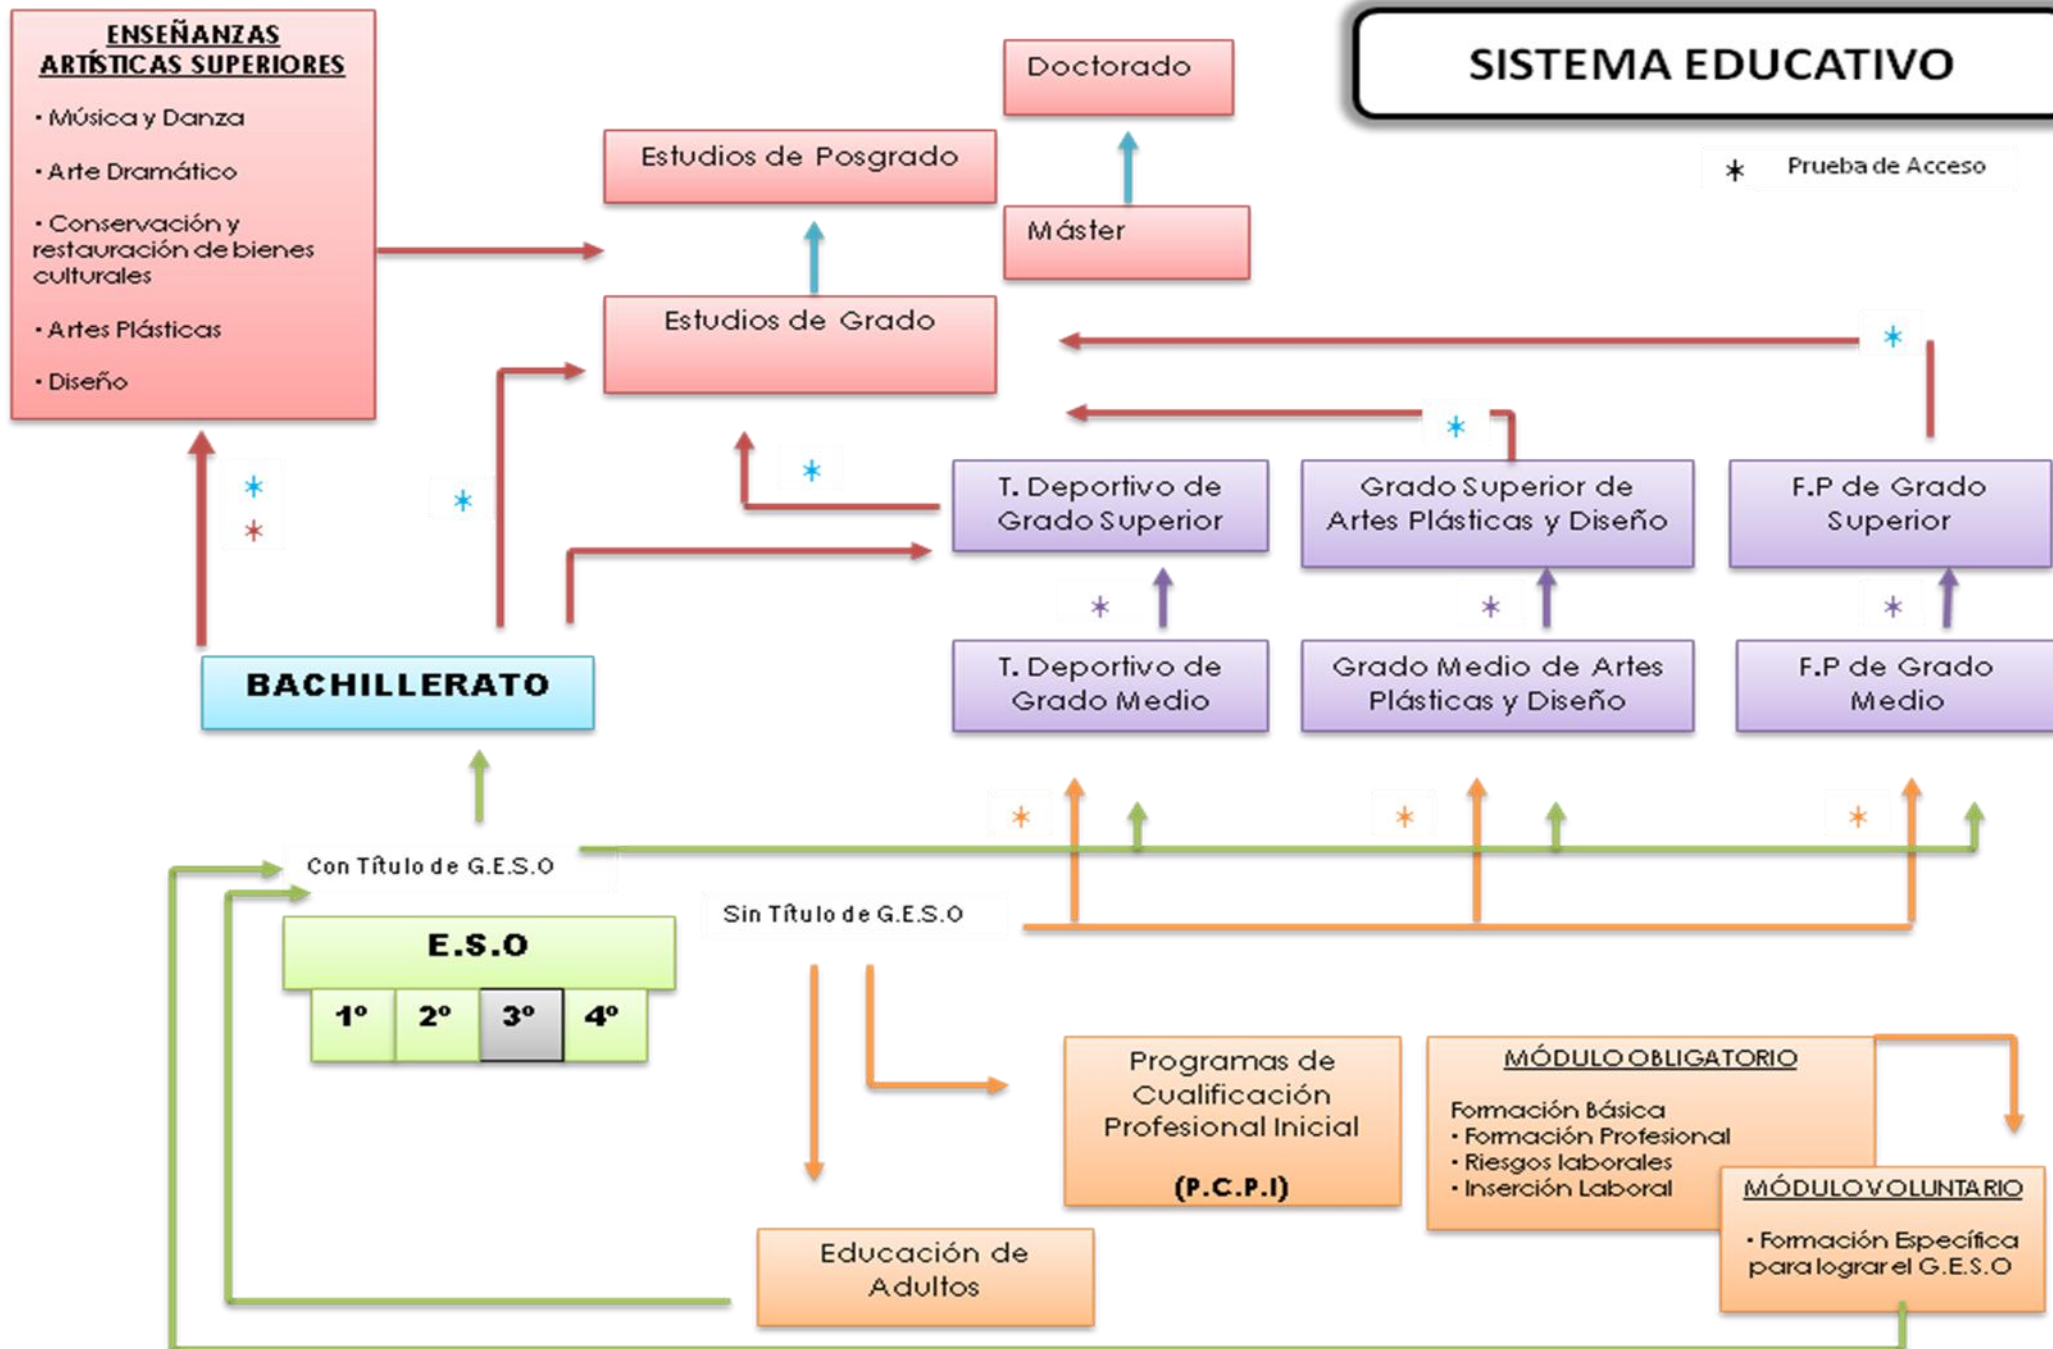 SISTEMA EDUCATIVO
* Prueba de Acceso
ENSEÑANZAS
ARTÍSTICAS SUPERIORES
• Música y Danza
• Arte Dramático
• Conservación y
restauración de bienes
culturales
• Artes Plásticas
• Diseño
Doctorado
Estudios de Posgrado
Máster
Estudios de Grado
*
*
*
*
*
*
T. Deportivo de
Grado Superior
Grado Superior de
Artes Plásticas y Diseño
F.P de Grado
Superior
*
*
*
BACHILLERATO
T. Deportivo de
Grado Medio
Grado Medio de Artes
Plásticas y Diseño
F.P de Grado
Medio
*
*
*
Con Título de G.E.S.O
Sin Título de G.E.S.O
E.S.O
1º 2º 3º 4º
Programas de
Cualificación
Profesional Inicial
(P.C.P.I)
MÓDULO OBLIGATORIO
Formación Básica
• Formación Profesional
• Riesgos laborales
• Inserción Laboral
MÓDULO VOLUNTARIO
• Formación Específica
para lograr el G.E.S.O
Educación de
Adultos